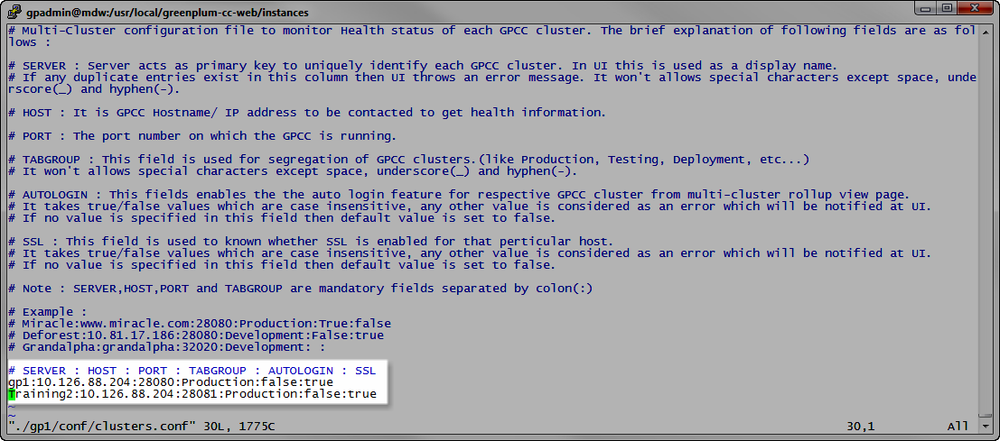 gpadmin@mdw:/usr/local/greenplum-cc-web/instances
# Multi-Cluster configuration file to monitor Health status of each GPCC cluster. The brief explanation of following fields are as fol
lows :
# SERVER : Server acts as primary key to uniquely identify each GPCC cluster. In UI this is used as a display name.
# If any duplicate entries exist in this column then UI throws an error message. It won't allows special characters except space, unde
rscore(_) and hyphen(-).
# HOST : It is GPCC Hostname/ IP address to be contacted to get health information.
# PORT : The port number on which the GPCC is running.
# TABGROUP : This field is used for segregation of GPCC clusters.(like Production, Testing, Deployment, etc...)
# It won't allows special characters except space, underscore(_) and hyphen(-).
# AUTOLOGIN : This fields enables the the auto login feature for respective GPCC cluster from multi-cluster rollup view page.
# It takes true/false values which are case insensitive, any other value is considered as an error which will be notified at UI.
# If no value is specified in this field then default value is set to false.
# SSL : This field is used to known whether SSL is enabled for that perticular host.
# It takes true/false values which are case insensitive, any other value is considered as an error which will be notified at UI.
# If no value is specified in this field then default value is set to false.
# Note : SERVER,HOST,PORT and TABGROUP are mandatory fields separated by colon(:)
# Example :
# Miracle:www.miracle.com:28080:Production:True:false
# Deforest:10.81.17.186:28080:Development:False:true
# Grandalpha:grandalpha:32020:Development: :
# SERVER : HOST : PORT : TABGROUP : AUTOLOGIN : SSL
gp1:10.126.88.204:28080:Production:false:true
Training2:10.126.88.204:28081:Production:false:true
~
~
"./gp1/conf/clusters.conf" 30L, 1775C 30,1 All